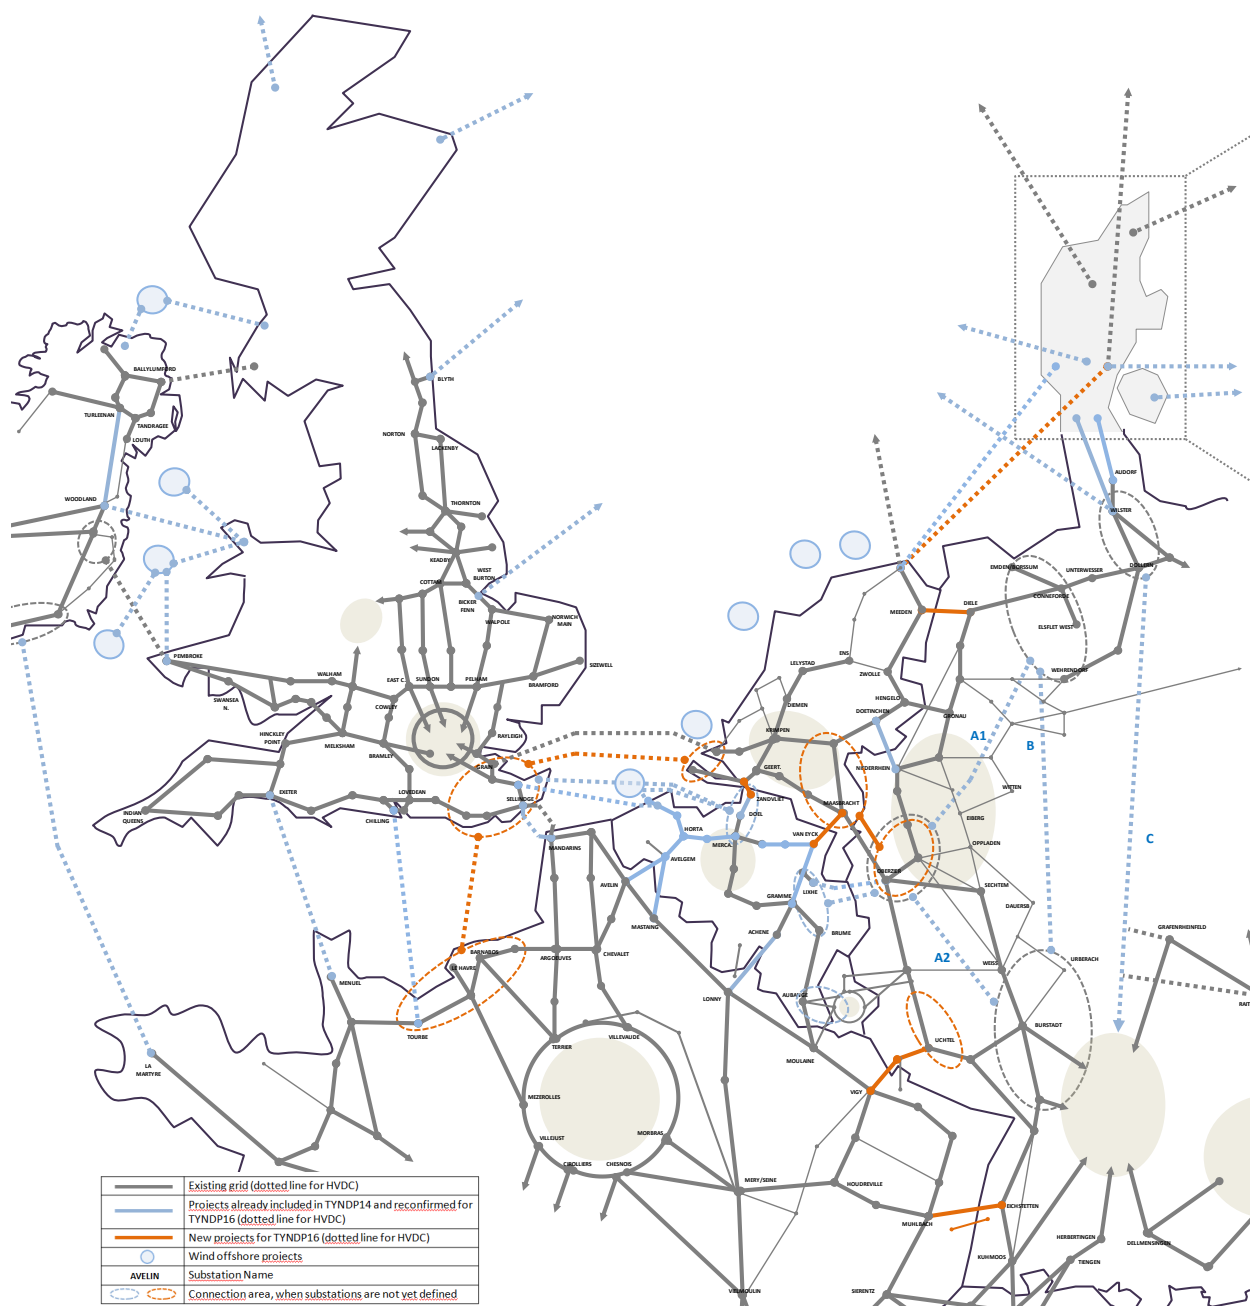 BALLYLUMFORD
TURLEENAN
TANDRAGEE
LOUTH
WOODLAND
BLYTH
NORTON
LACKENBY
THORNTON
KEADBY
WEST
BURTON
COTTAM
BICKER
FENN
WALPOLE
NORWICH
MAIN
SIZEWELL
PEMBROKE
SWANSEA
N.
WALHAM
EAST C.
SUNDON
PELHAM
BRAMFORD
COWLEY
HINCKLEY
POINT
MELKSHAM
BRAMLEY
RAYLEIGH
GRAIN
EXETER
LOVEDEAN
SELLINDGE
INDIAN
QUEENS
CHILLING
MANDARINS
AUDORF
WILSTER
DOLLERN
EMDEN/BORSSUM
UNTERWESSER
CONNEFORDE
ELSFLET WEST
WEHRENDORF
MEEDEN
DIELE
ENS
LELYSTAD
ZWOLLE
HENGELO
DIEMEN
DOETINCHEN
GRONAU
KRIMPEN
A1
B
GEERT.
NIEDERRHEIN
WITTEN
ZANDVLIET
MAASBRACHT
EIBERG
DOEL
HORTA
MERCA.
VAN EYCK
OPPLADEN
C
AVELGEM
OBERZIER
AVELIN
GRAMME
LIXHE
SECHTEM
DAUERSB
MASTAING
ACHENE
BRUME
GRAFENRHEINFELD
BARNABOS
ARGOEUVES
CHEVALET
A2
WEISS
URBERACH
LE HAVRE
MENUEL
LONNY
AUBANGE
RAIT
BURSTADT
TOURBE
TERRIER
VILLEVAUDE
UCHTEL
LA
MARTYRE
MOULAINE
MEZEROLLES
VIGY
VILLEJUST
MORBRAS
CIROLLIERS
CHESNOIS
MERY/SEINE
HOUDREVILLE
MUHLBACH
EICHSTETTEN
HERBERTINGEN
DELLMENSINGEN
KUHMOOS
TIENGEN
VIELMOULIN
SIERENTZ
Existing grid (dotted line for HVDC)
Projects already included in TYNDP14 and reconfirmed for
TYNDP16 (dotted line for HVDC)
New projects for TYNDP16 (dotted line for HVDC)
Wind offshore projects
AVELIN Substation Name
Connection area, when substations are not yet defined